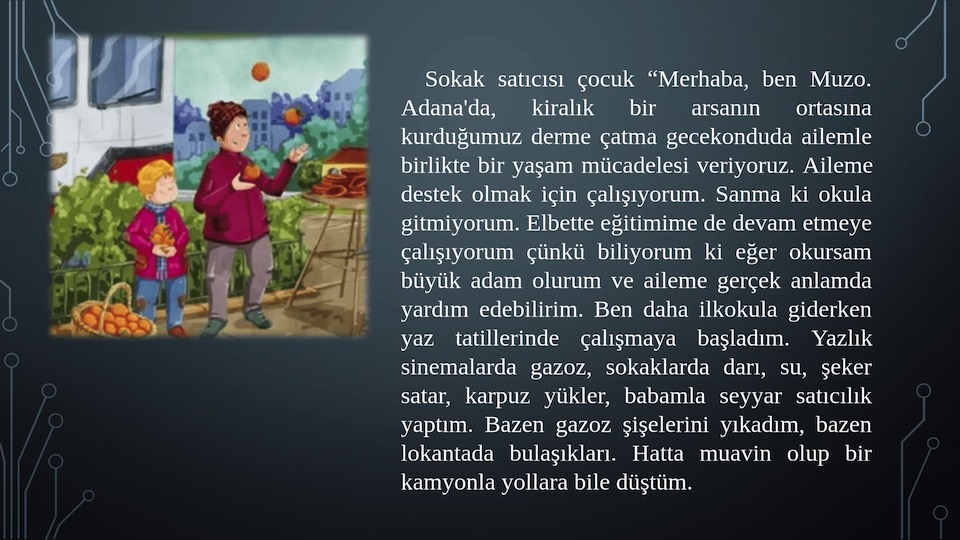 Sokak satıcısı çocuk “Merhaba, ben Muzo.
Adana'da, kiralık bir arsanın ortasına
kurduğumuz derme çatma gecekonduda ailemle
birlikte bir yaşam mücadelesi veriyoruz. Aileme
destek olmak için çalışıyorum. Sanma ki okula
gitmiyorum. Elbette eğitimime de devam etmeye
çalışıyorum çünkü biliyorum ki eğer okursam
büyük adam olurum ve aileme gerçek anlamda
yardım edebilirim. Ben daha ilkokula giderken
yaz tatillerinde çalışmaya başladım. Yazlık
sinemalarda gazoz, sokaklarda darı, su, şeker
satar, karpuz yükler, babamla seyyar satıcılık
yaptım. Bazen gazoz şişelerini yıkadım, bazen
lokantada bulaşıkları. Hatta muavin olup bir
kamyonla yollara bile düştüm.